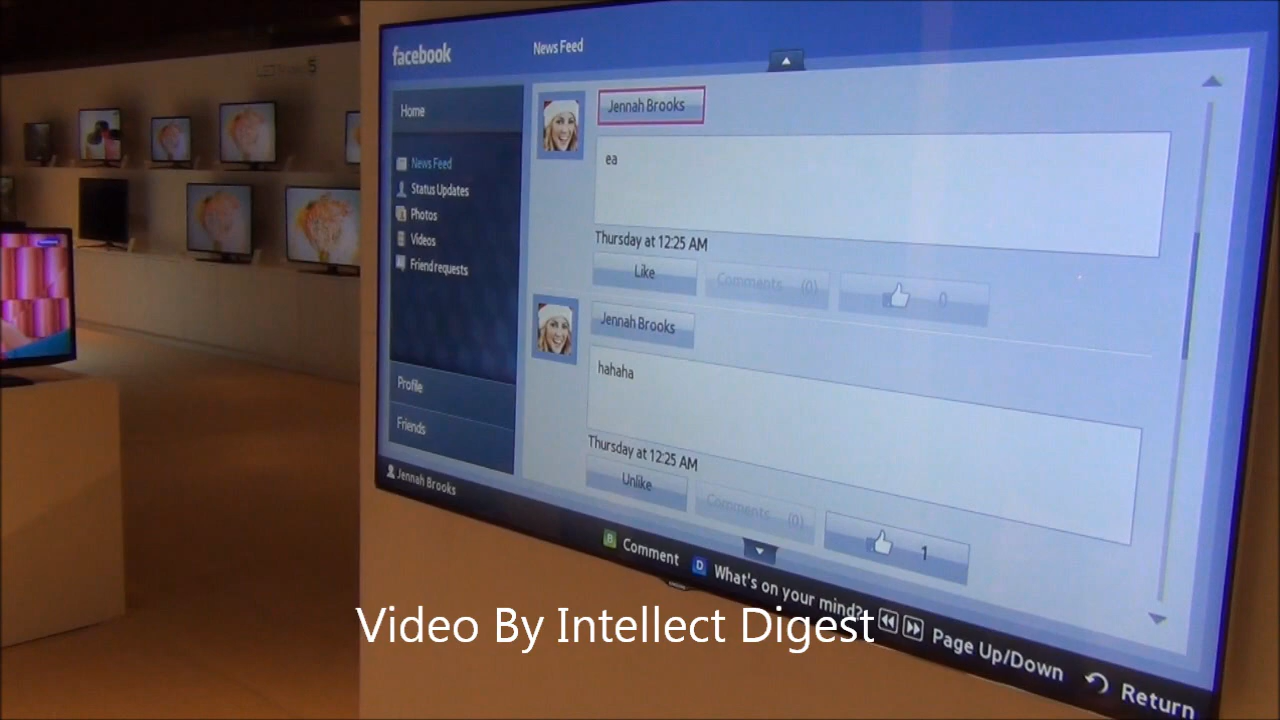 facebook
News Feed
Home
News Feed
Status Updates
Photos
Videos
Friend requests
Profile
Friends
Jennah Brooks
Jennah Brooks
ea
Thursday at 12:25 AM
Like
Comments (0)
0
Jennah Brooks
hahaha
Thursday at 12:25 AM
Unlike
Comments (0)
1
B Comment
D What's on your mind?
Page Up/Down
Return
Video By Intellect Digest